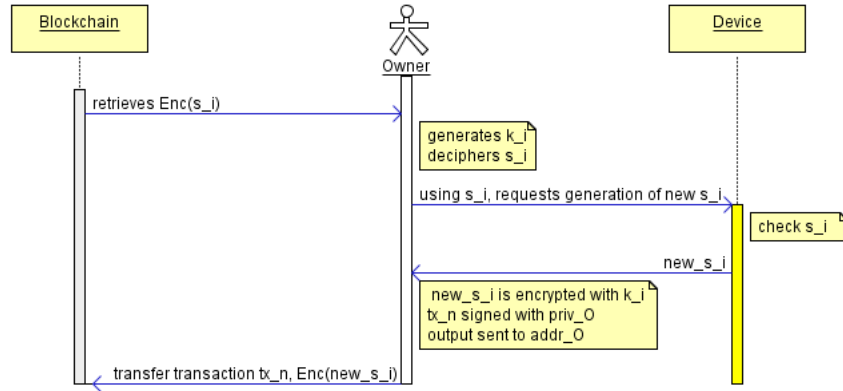 Blockchain
Owner
Device
retrieves Enc(s_i)
generates k_i
deciphers s_i
using s_i, requests generation of new s_i
check s_i
new_s_i
new_s_i is encrypted with k_i
tx_n signed with priv_O
output sent to addr_O
transfer transaction tx_n, Enc(new_s_i)